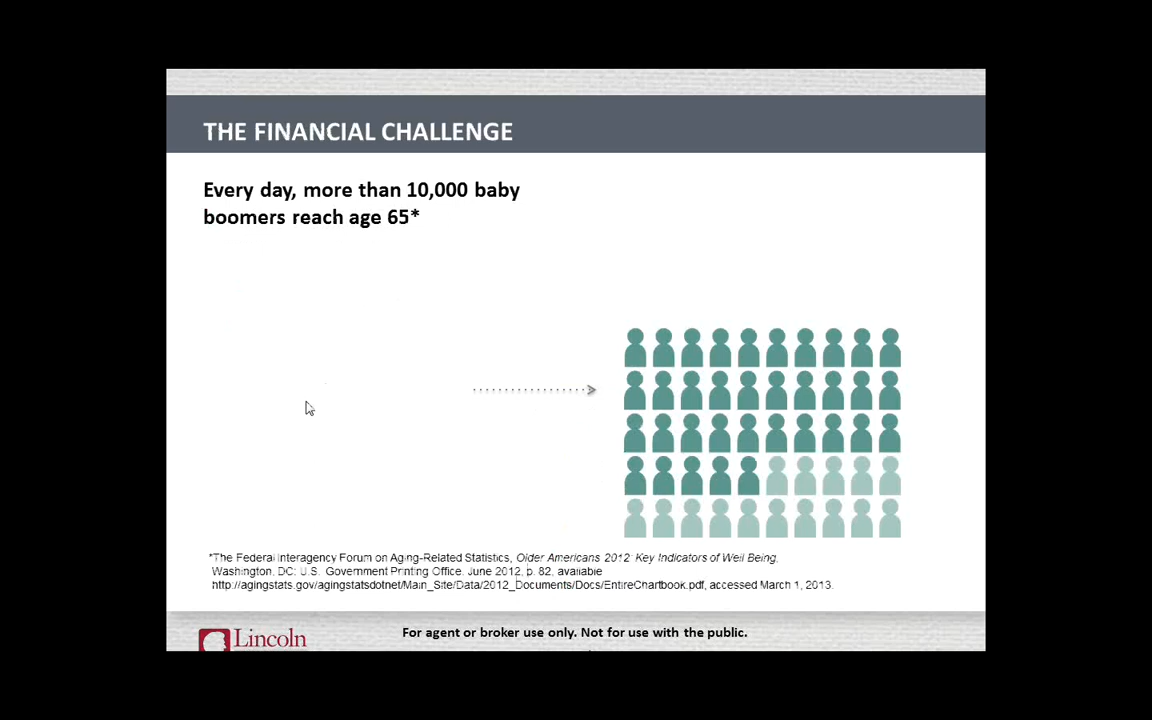 THE FINANCIAL CHALLENGE
Every day, more than 10,000 baby
boomers reach age 65*
*The Federal Interagency Forum on Aging-Related Statistics, Older Americans 2012 Key Indicators of Well Being,
Washington, DC: U.S. Government Printing Office. June 2012, p. 82, available
http://agingstats.gov/agingstatsdotnet/Main_Site/Data/2012_Documents/Docs/EntireChartbook.pdf, accessed March 1, 2013.
Lincoln
For agent or broker use only. Not for use with the public.